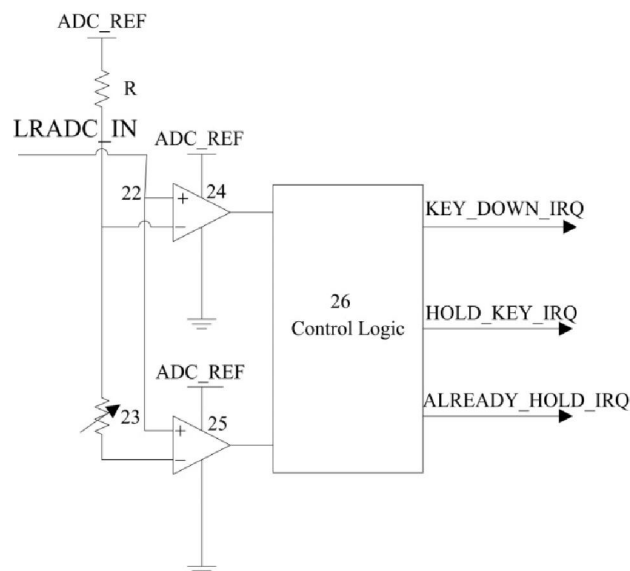 ADC_REF
R
LRADC_IN
ADC_REF
22
+
24
−
KEY_DOWN_IRQ
26
Control Logic
HOLD_KEY_IRQ
ADC_REF
ALREADY_HOLD_IRQ
23
+
25
−